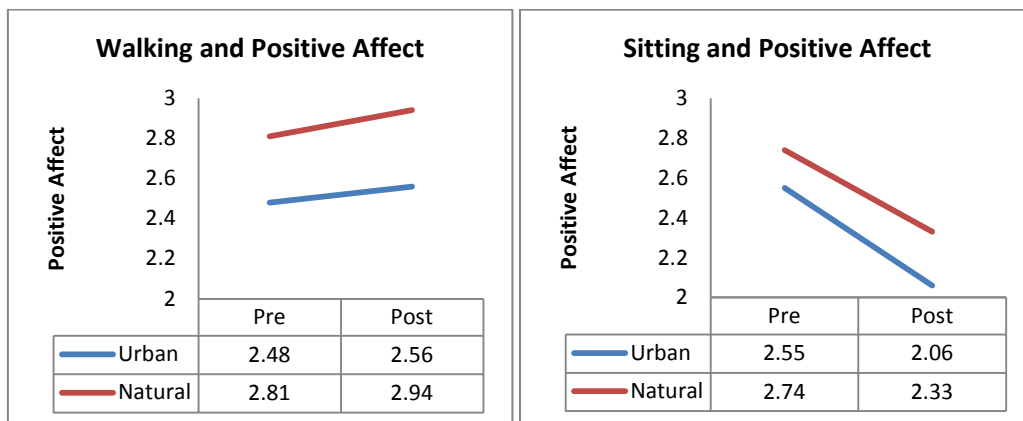 Walking and Positive Affect
Positive Affect
3
2.8
2.6
2.4
2.2
2
Pre Post
Urban 2.48 2.56
Natural 2.81 2.94
Sitting and Positive Affect
Positive Affect
3
2.8
2.6
2.4
2.2
2
Pre Post
Urban 2.55 2.06
Natural 2.74 2.33